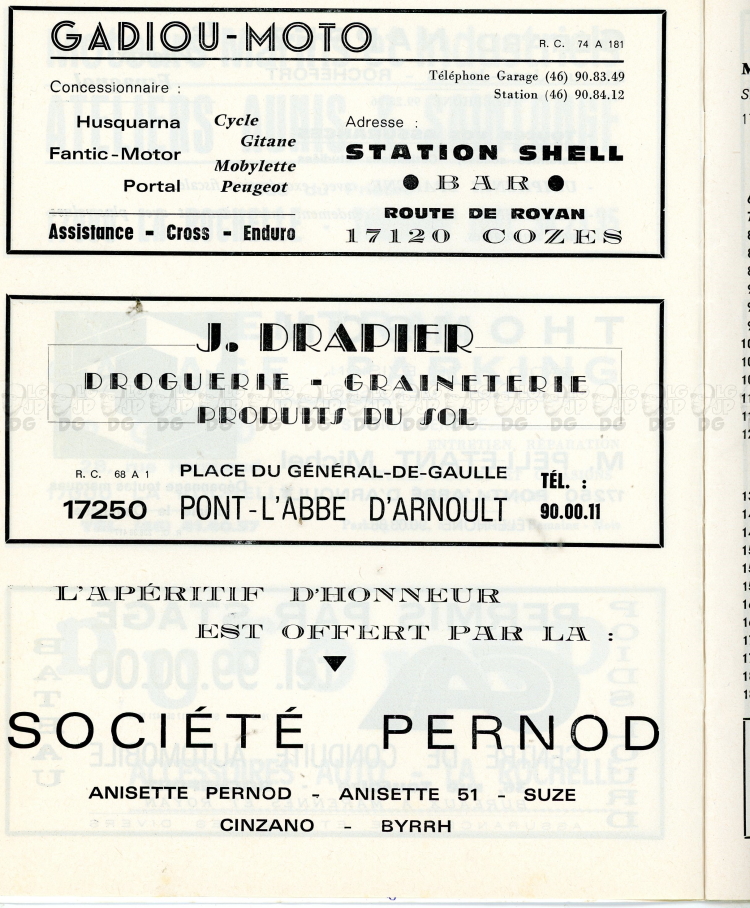 GADIOU-MOTO
R. C. 74 A 181
Téléphone Garage (46) 90.83.49
Station (46) 90.84.12
Concessionnaire :
Husquarna
Fantic-Motor
Portal
Cycle
Gitane
Mobylette
Peugeot
Assistance - Cross - Enduro
Adresse :
STATION SHELL
● BAR ●
ROUTE DE ROYAN
17120 COZES
J. DRAPIER
DROGUERIE - GRAINETERIE
PRODUITS DU SOL
R. C. 68 A 1
PLACE DU GÉNÉRAL-DE-GAULLE
17250 PONT-L'ABBE D'ARNOULT
TÉL. :
90.00.11
L'APÉRITIF D'HONNEUR
EST OFFERT PAR LA :
SOCIÉTÉ PERNOD
ANISETTE PERNOD - ANISETTE 51 - SUZE
CINZANO - BYRRH